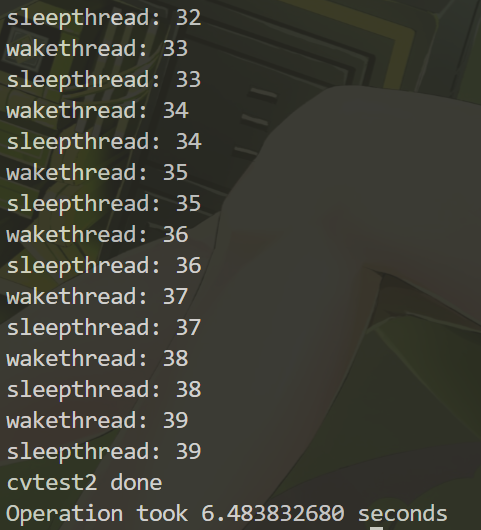 sleepthread: 32
wakethread: 33
sleepthread: 33
wakethread: 34
sleepthread: 34
wakethread: 35
sleepthread: 35
wakethread: 36
sleepthread: 36
wakethread: 37
sleepthread: 37
wakethread: 38
sleepthread: 38
wakethread: 39
sleepthread: 39
cvtest2 done
Operation took 6.483832680 seconds